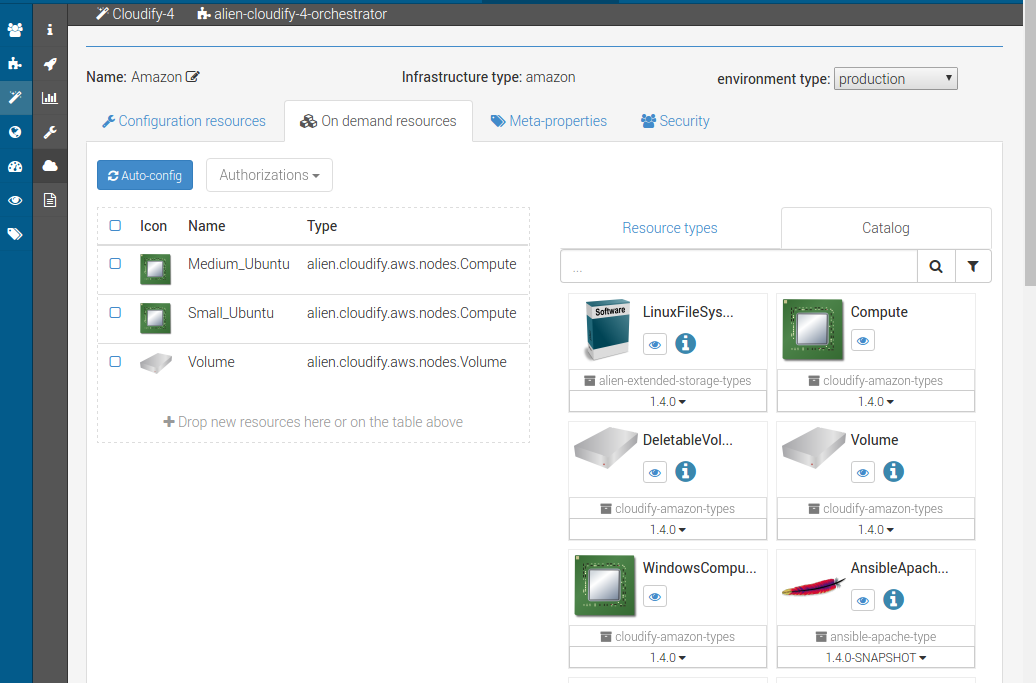 Cloudify-4 alien-cloudify-4-orchestrator
Name: Amazon Infrastructure type: amazon environment type: production
Configuration resources On demand resources Meta-properties Security
Auto-config Authorizations
Icon Name Type
Medium_Ubuntu alien.cloudify.aws.nodes.Compute
Small_Ubuntu alien.cloudify.aws.nodes.Compute
Volume alien.cloudify.aws.nodes.Volume
Drop new resources here or on the table above
Resource types Catalog
...
Software
LinuxFileSys...
alien-extended-storage-types
1.4.0
Compute
cloudify-amazon-types
1.4.0
DeletableVol...
cloudify-amazon-types
1.4.0
Volume
cloudify-amazon-types
1.4.0
WindowsCompu...
cloudify-amazon-types
1.4.0
AnsibleApach...
ansible-apache-type
1.4.0-SNAPSHOT